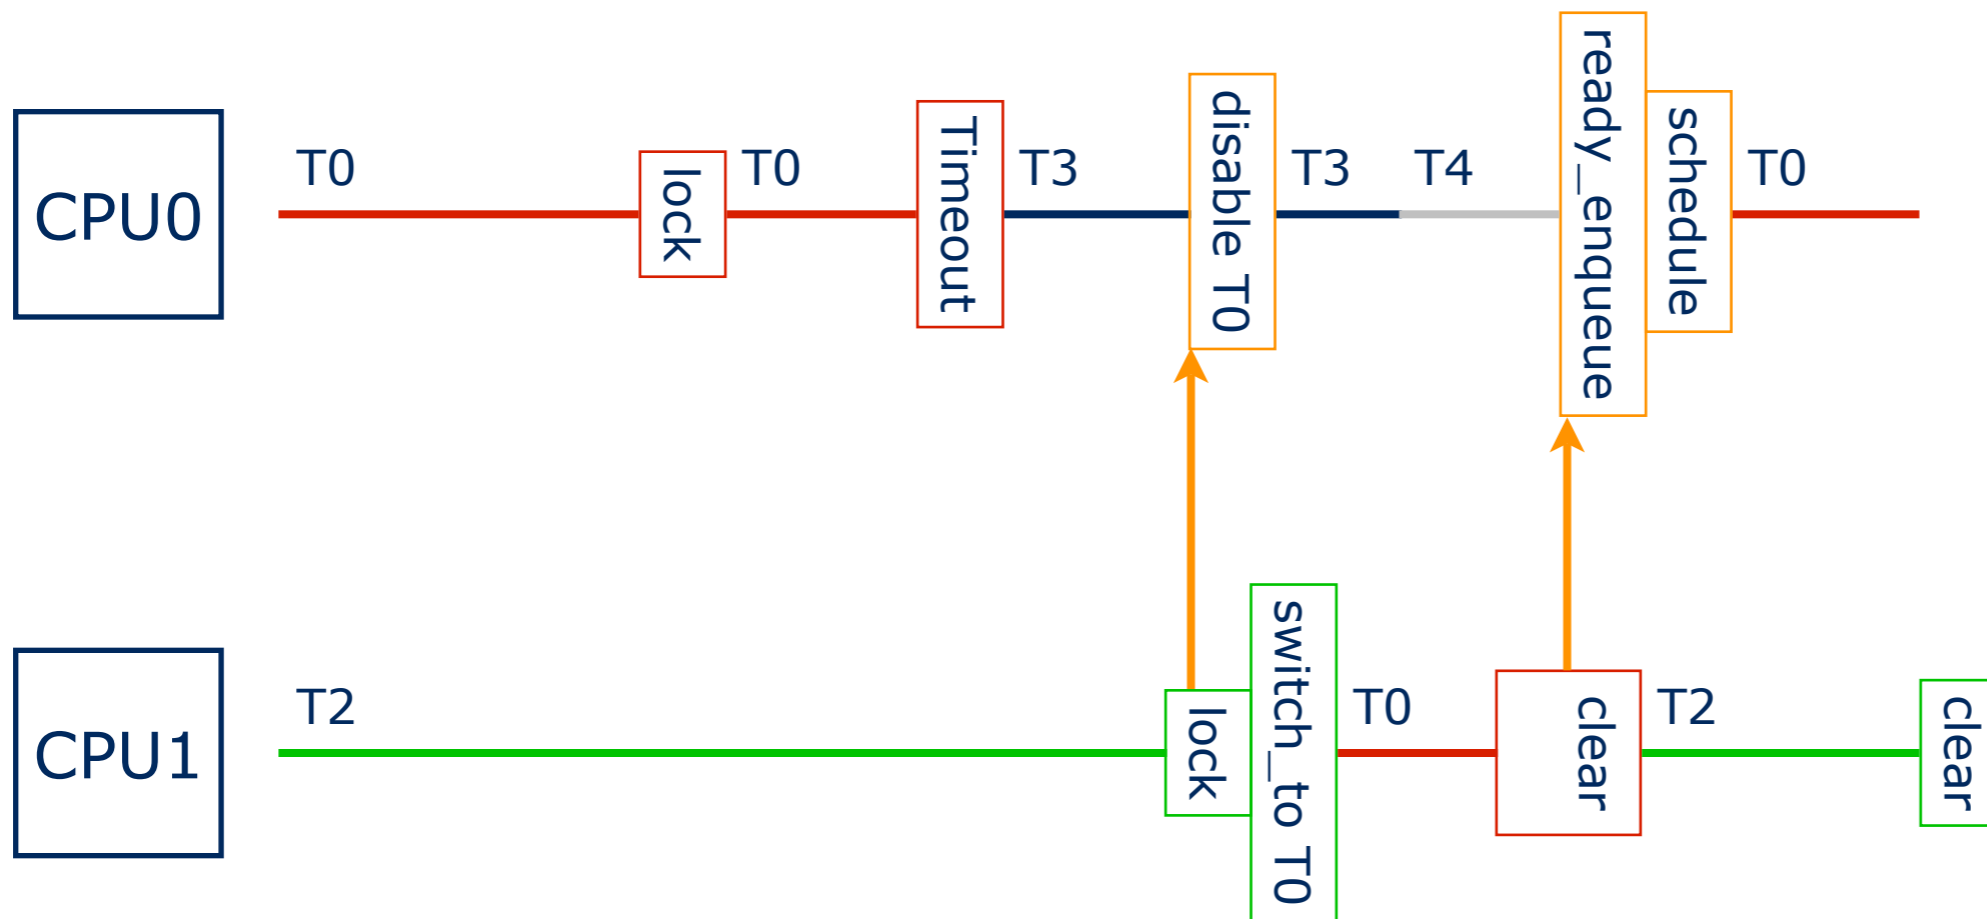 CPU0
T0
lock
T0
Timeout
T3
disable T0
T3
T4
ready_enqueue
schedule
T0
CPU1
T2
lock
switch_to T0
T0
clear
T2
clear